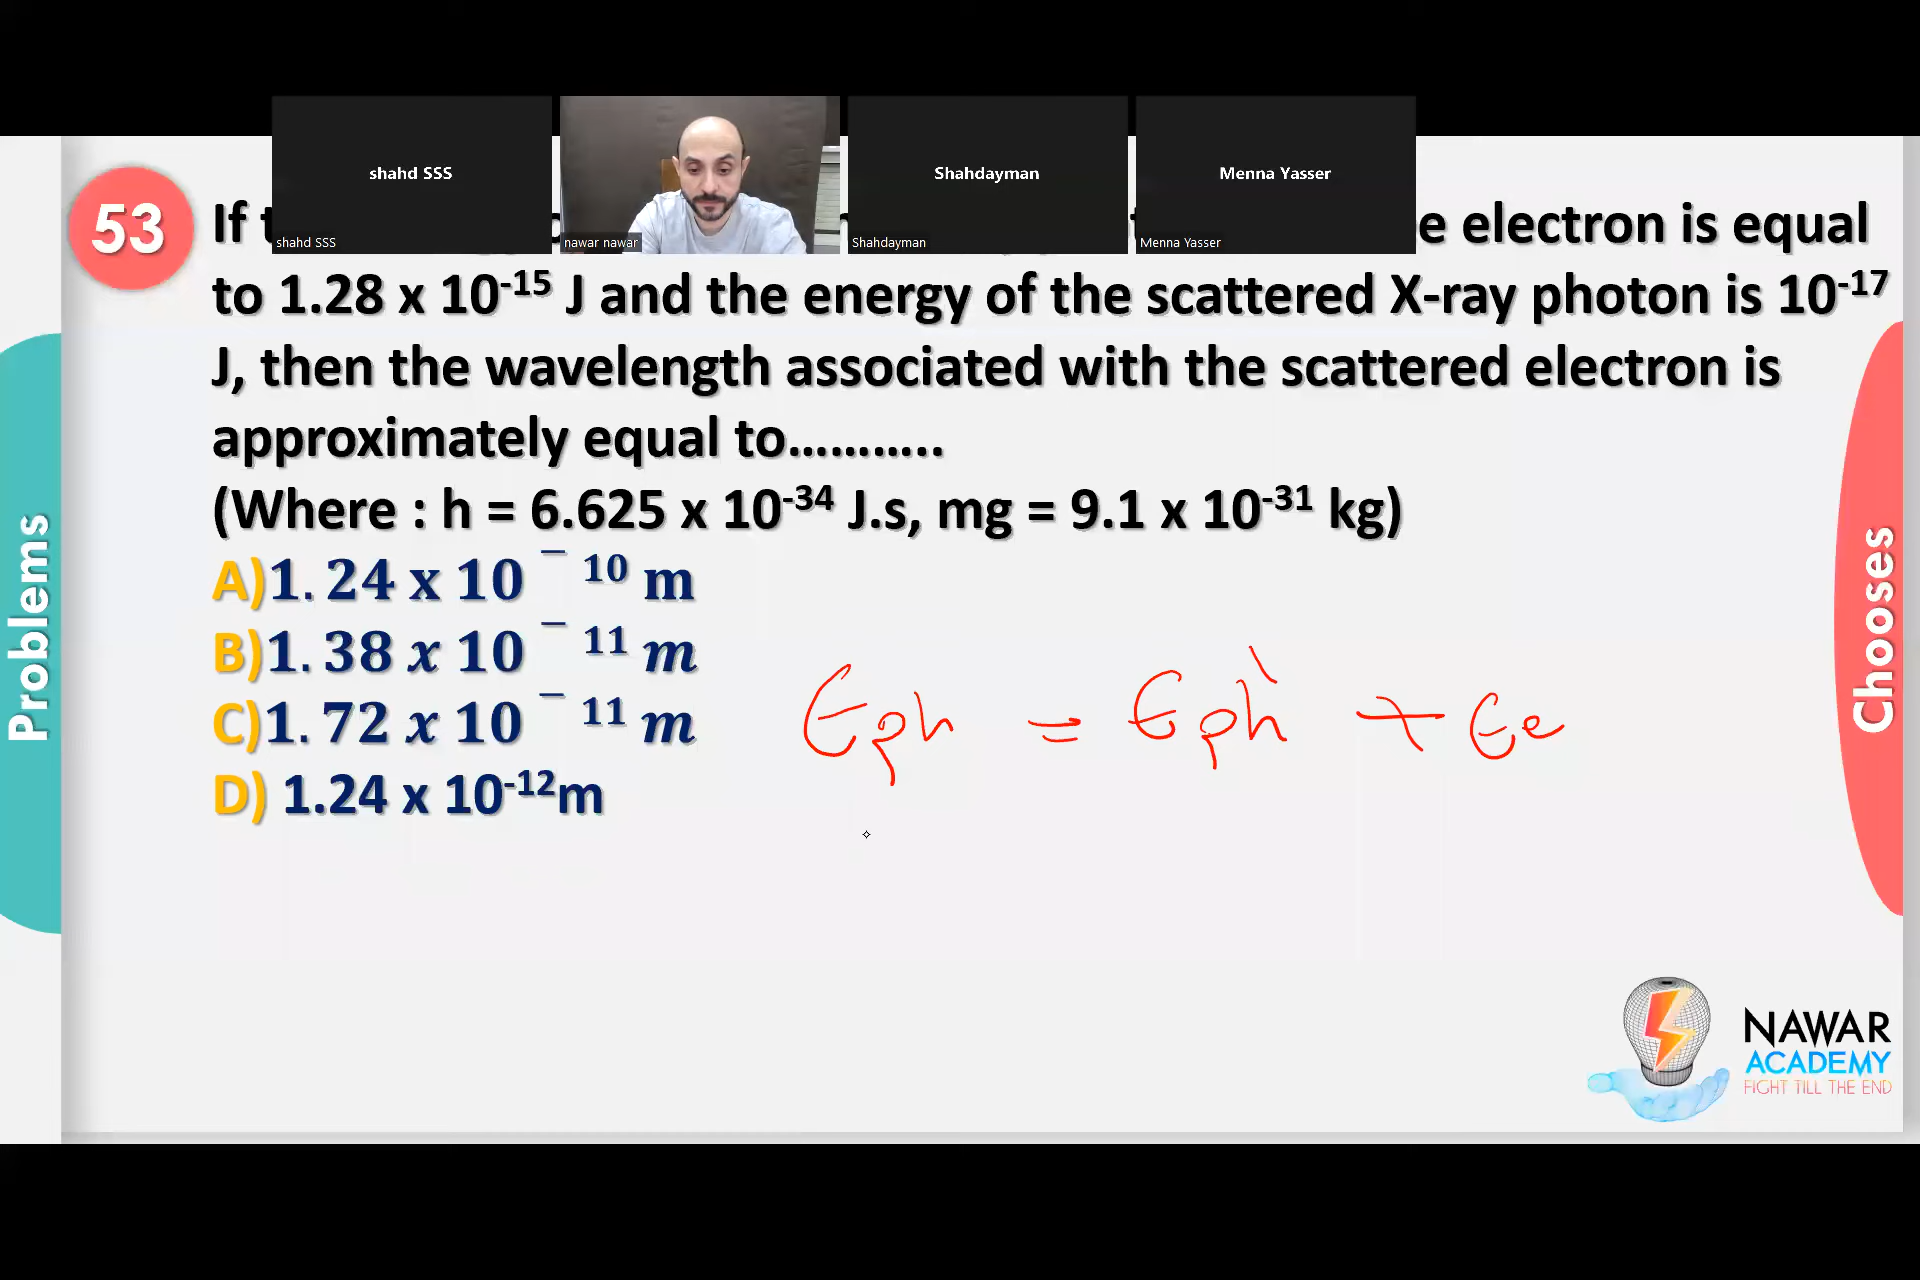 shahd SSS
Shahdayman
Menna Yasser
shahd SSS
nawar nawar
Shahdayman
Menna Yasser
53
If electron is equal
to 1.28 x 10⁻¹⁵ J and the energy of the scattered X-ray photon is 10⁻¹⁷
J, then the wavelength associated with the scattered electron is
approximately equal to...........
(Where : h = 6.625 x 10⁻³⁴ J.s, mg = 9.1 x 10⁻³¹ kg)
A)1. 24 x 10⁻¹⁰ m
B)1. 38 x 10⁻¹¹ m
C)1. 72 x 10⁻¹¹ m
D) 1.24 x 10⁻¹²m
Eph = Eph' + Ee
Problems
Chooses
NAWAR
ACADEMY
FIGHT TILL THE END